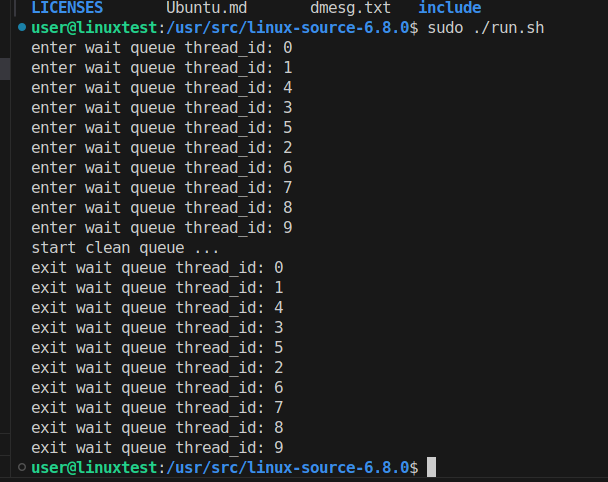 LICENSES Ubuntu.md dmesg.txt include
user@linuxtest:/usr/src/linux-source-6.8.0$ sudo ./run.sh
enter wait queue thread_id: 0
enter wait queue thread_id: 1
enter wait queue thread_id: 4
enter wait queue thread_id: 3
enter wait queue thread_id: 5
enter wait queue thread_id: 2
enter wait queue thread_id: 6
enter wait queue thread_id: 7
enter wait queue thread_id: 8
enter wait queue thread_id: 9
start clean queue ...
exit wait queue thread_id: 0
exit wait queue thread_id: 1
exit wait queue thread_id: 4
exit wait queue thread_id: 3
exit wait queue thread_id: 5
exit wait queue thread_id: 2
exit wait queue thread_id: 6
exit wait queue thread_id: 7
exit wait queue thread_id: 8
exit wait queue thread_id: 9
user@linuxtest:/usr/src/linux-source-6.8.0$